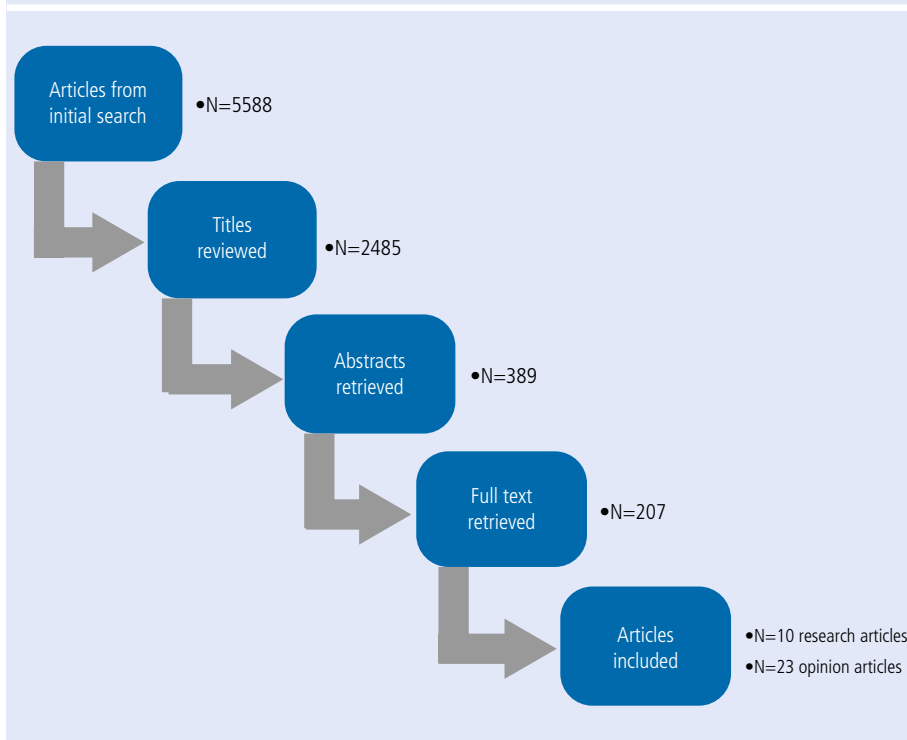 Articles from
initial search
•N=5588
Titles
reviewed
•N=2485
Abstracts
retrieved
•N=389
Full text
retrieved
•N=207
Articles
included
•N=10 research articles
•N=23 opinion articles